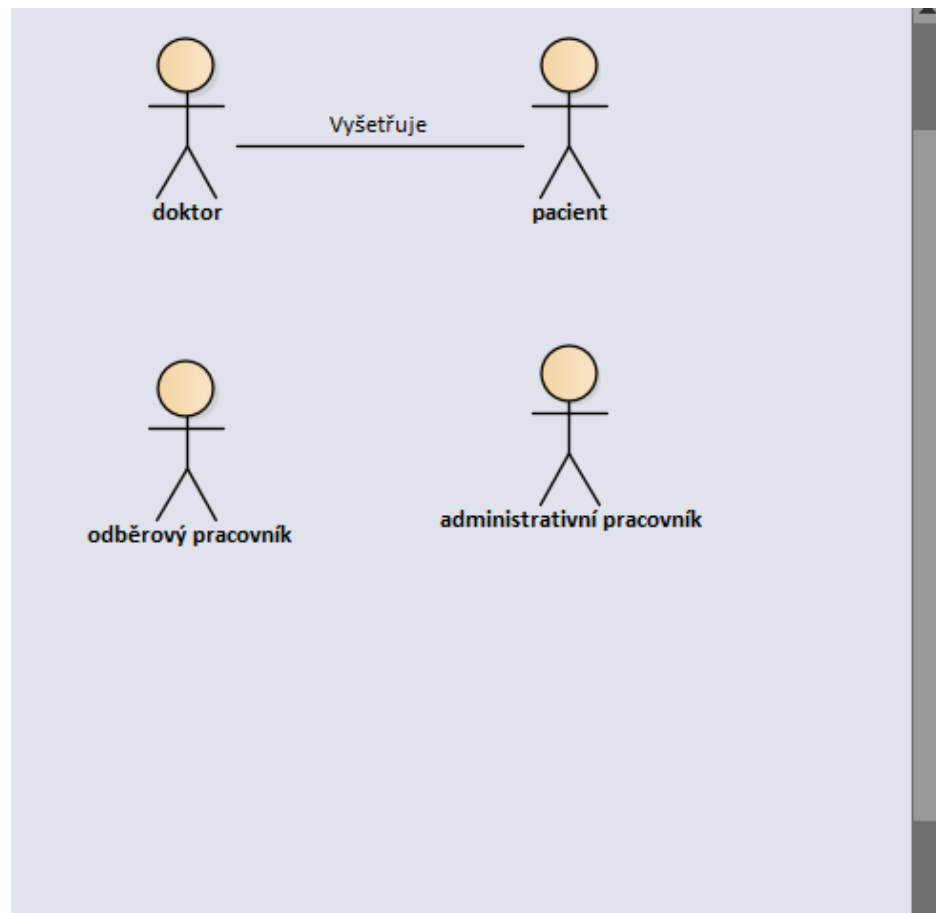 Vyšetřuje
doktor
pacient
odběrový pracovník
administrativní pracovník